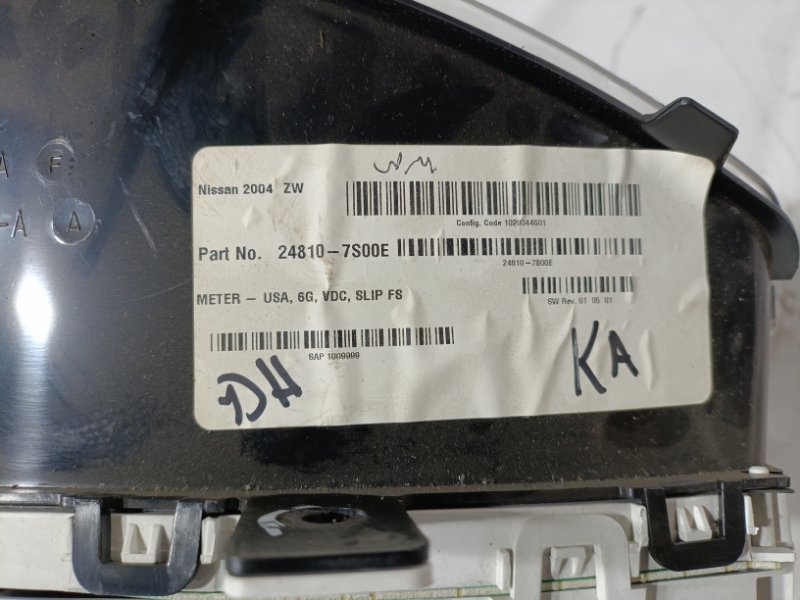 A F
-A A
Nissan 2004 ZW
Config. Code 1029044601
Part No. 24810-7S00E
24810-7S00E
METER - USA, 6G, VDC, SLIP FS
SW Rev. 01 05 01
SAP 1009999
DH
KA